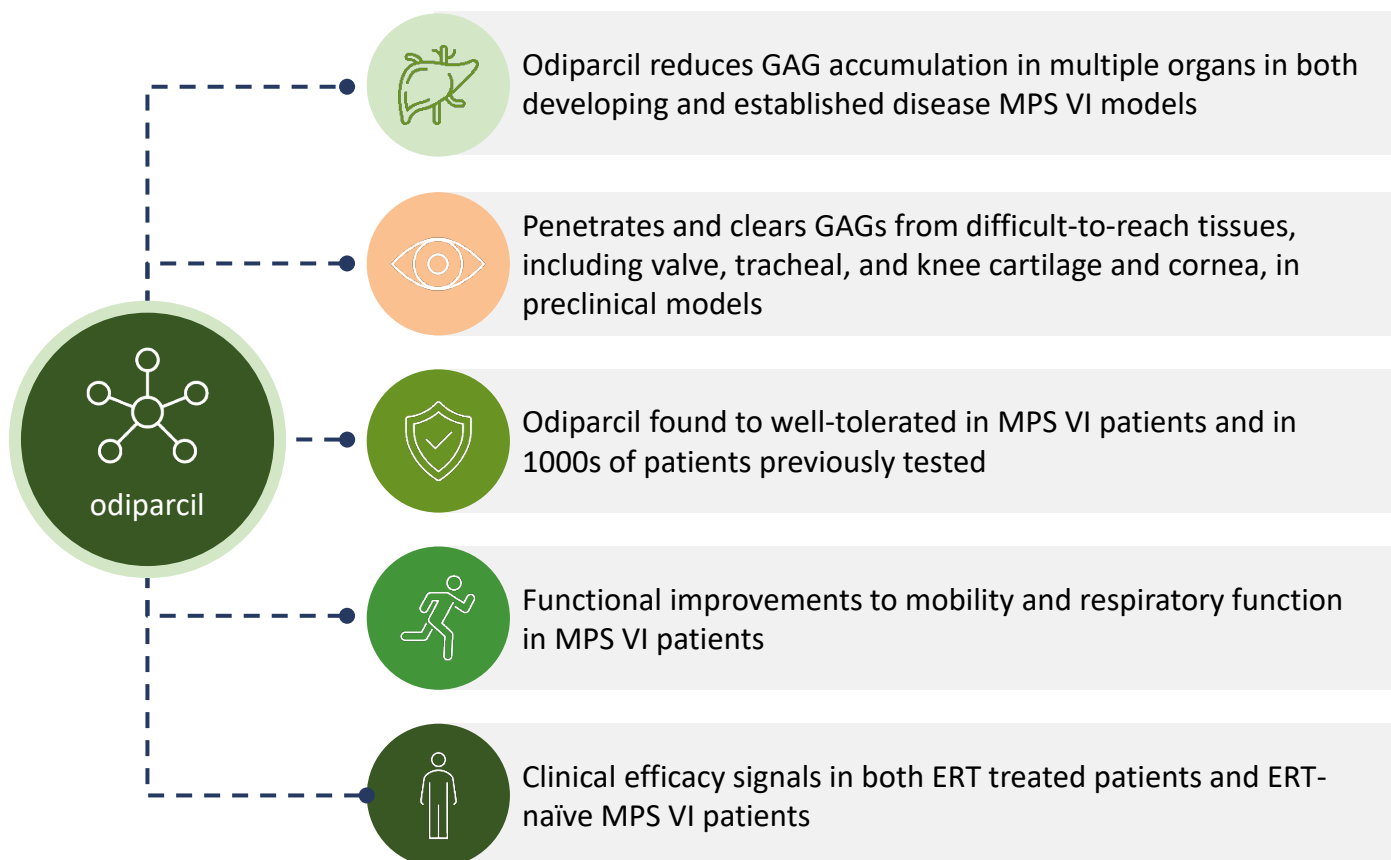 Odiparcil reduces GAG accumulation in multiple organs in both
developing and established disease MPS VI models
Penetrates and clears GAGs from difficult-to-reach tissues,
including valve, tracheal, and knee cartilage and cornea, in
preclinical models
odiparcil
Odiparcil found to well-tolerated in MPS VI patients and in
1000s of patients previously tested
Functional improvements to mobility and respiratory function
in MPS VI patients
Clinical efficacy signals in both ERT treated patients and ERT-
naïve MPS VI patients